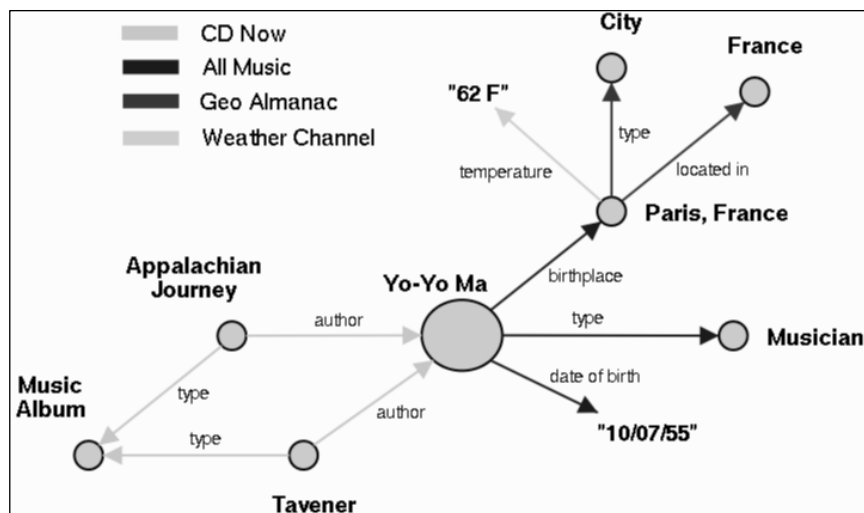 CD Now
All Music
Geo Almanac
Weather Channel
City
France
"62 F"
type
temperature
located in
Paris, France
Appalachian
Journey
Yo-Yo Ma
birthplace
author
type
Musician
date of birth
Music
Album
type
type
author
"10/07/55"
Tavener